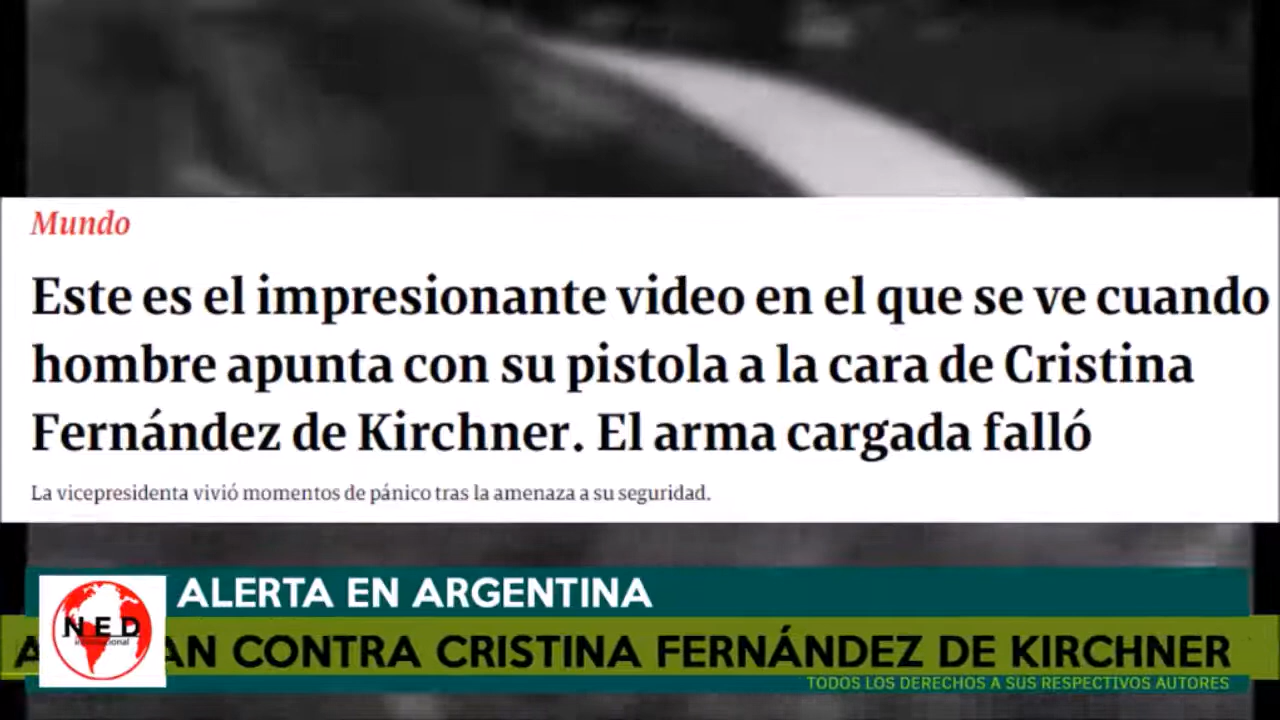 Mundo
Este es el impresionante video en el que se ve cuando
hombre apunta con su pistola a la cara de Cristina
Fernández de Kirchner. El arma cargada falló
La vicepresidenta vivió momentos de pánico tras la amenaza a su seguridad.
ALERTA EN ARGENTINA
NED
CONTRA CRISTINA FERNÁNDEZ DE KIRCHNER
TODOS LOS DERECHOS A SUS RESPECTIVOS AUTORES